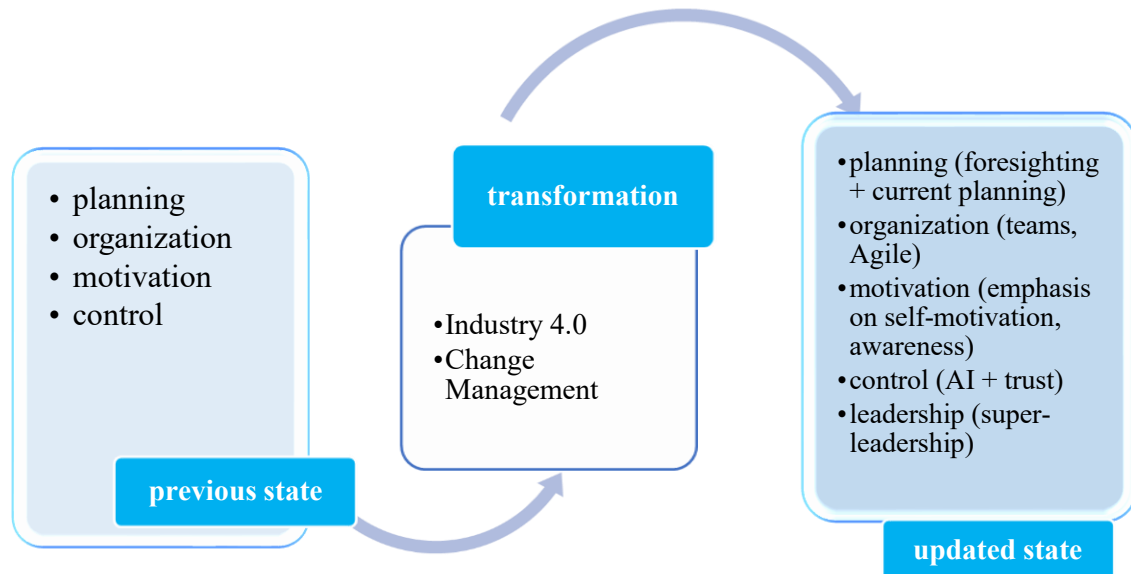 • planning
• organization
• motivation
• control
previous state
transformation
•Industry 4.0
•Change
Management
•planning (foresighting
+ current planning)
•organization (teams,
Agile)
•motivation (emphasis
on self-motivation,
awareness)
•control (AI + trust)
•leadership (super-
leadership)
updated state